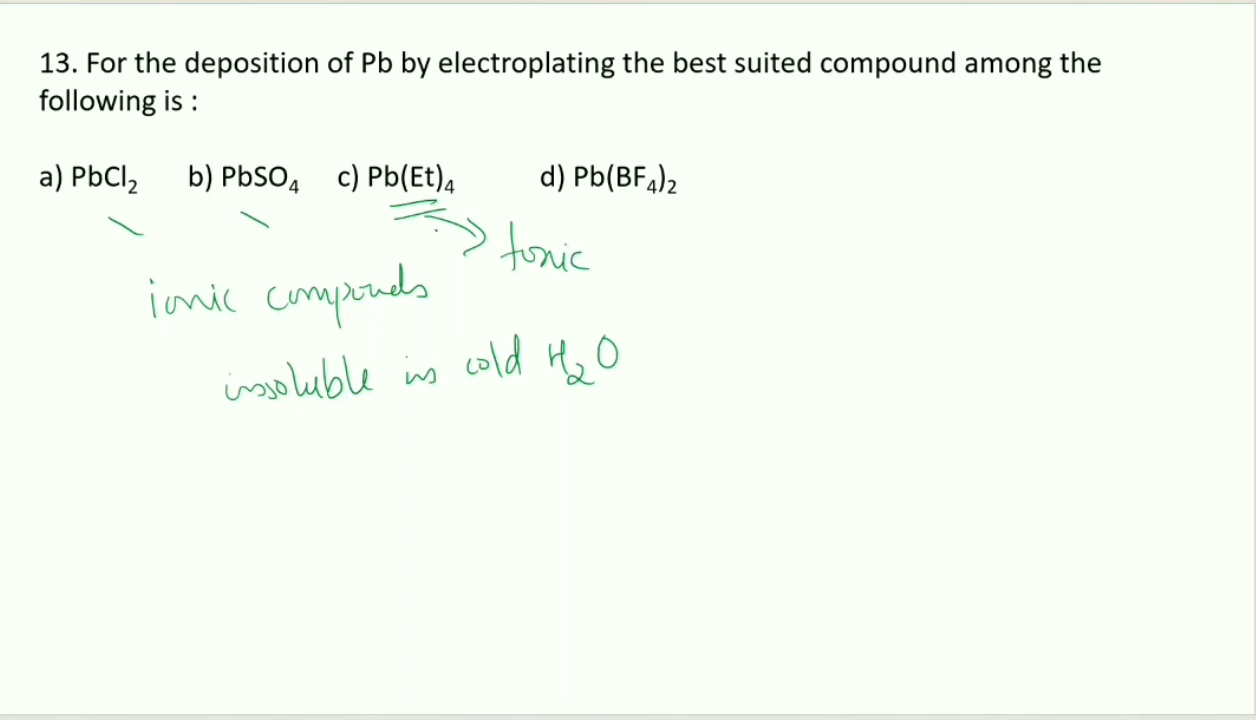 13. For the deposition of Pb by electroplating the best suited compound among the
following is :
a) PbCl₂ b) PbSO₄ c) Pb(Et)₄ d) Pb(BF₄)₂
tonic
ionic compounds
insoluble in cold H₂O